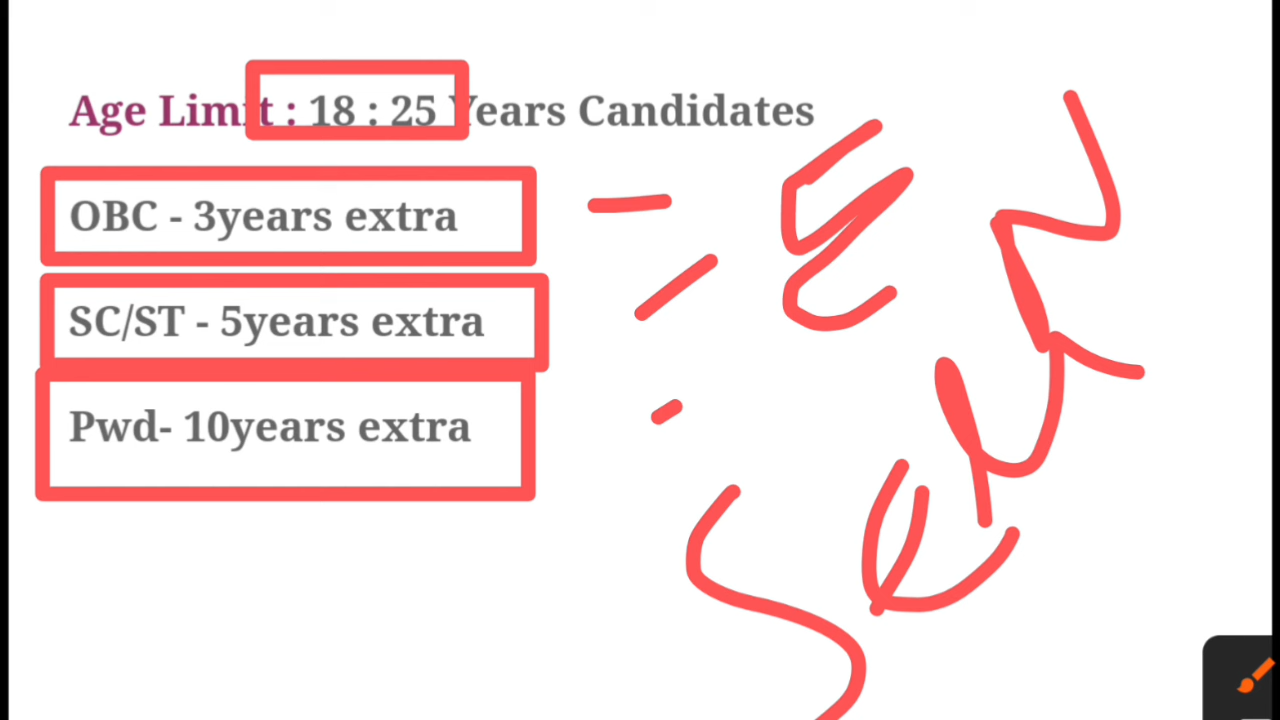 Age Limit : 18 : 25 Years Candidates
OBC - 3years extra
SC/ST - 5years extra
Pwd- 10years extra